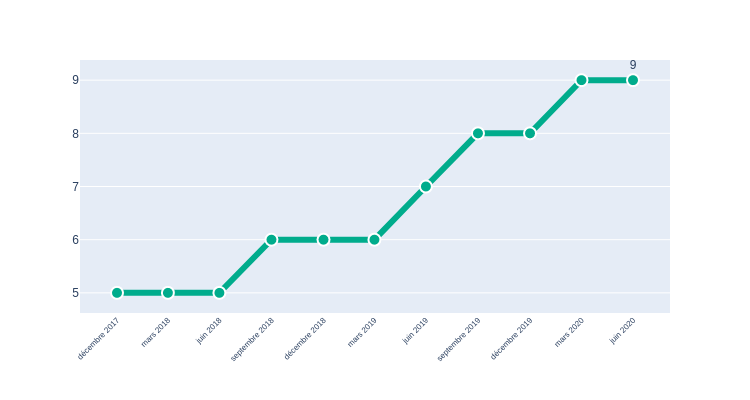 9
9
8
7
6
5
décembre 2017
mars 2018
juin 2018
septembre 2018
décembre 2018
mars 2019
juin 2019
septembre 2019
décembre 2019
mars 2020
juin 2020